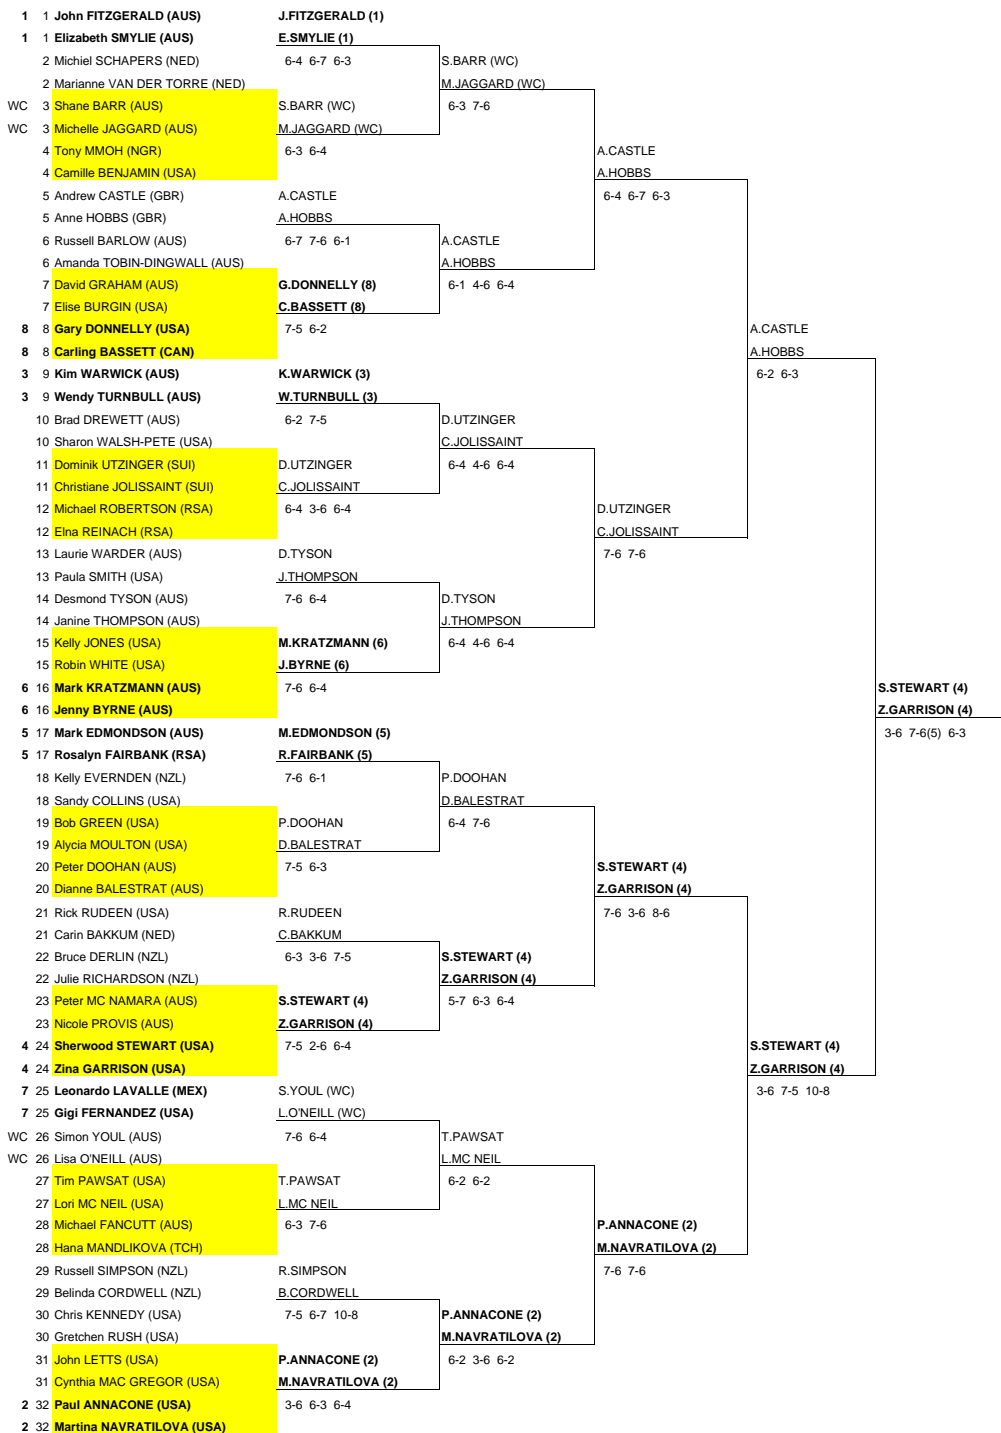 1 1 John FITZGERALD (AUS) J.FITZGERALD (1)
1 1 Elizabeth SMYLIE (AUS) E.SMYLIE (1)
2 Michiel SCHAPERS (NED) 6-4 6-7 6-3 S.BARR (WC)
2 Marianne VAN DER TORRE (NED) M.JAGGARD (WC)
WC 3 Shane BARR (AUS) S.BARR (WC) 6-3 7-6
WC 3 Michelle JAGGARD (AUS) M.JAGGARD (WC)
4 Tony MMOH (NGR) 6-3 6-4 A.CASTLE
4 Camille BENJAMIN (USA) A.HOBBS
5 Andrew CASTLE (GBR) A.CASTLE 6-4 6-7 6-3
5 Anne HOBBS (GBR) A.HOBBS
6 Russell BARLOW (AUS) 6-7 7-6 6-1 A.CASTLE
6 Amanda TOBIN-DINGWALL (AUS) A.HOBBS
7 David GRAHAM (AUS) G.DONNELLY (8) 6-1 4-6 6-4
7 Elise BURGIN (USA) C.BASSETT (8)
8 8 Gary DONNELLY (USA) 7-5 6-2 A.CASTLE
8 8 Carling BASSETT (CAN) A.HOBBS
3 9 Kim WARWICK (AUS) K.WARWICK (3) 6-2 6-3
3 9 Wendy TURNBULL (AUS) W.TURNBULL (3)
10 Brad DREWETT (AUS) 6-2 7-5 D.UTZINGER
10 Sharon WALSH-PETE (USA) C.JOLISSAINT
11 Dominik UTZINGER (SUI) D.UTZINGER 6-4 4-6 6-4
11 Christiane JOLISSAINT (SUI) C.JOLISSAINT
12 Michael ROBERTSON (RSA) 6-4 3-6 6-4 D.UTZINGER
12 Elna REINACH (RSA) C.JOLISSAINT
13 Laurie WARDER (AUS) D.TYSON 7-6 7-6
13 Paula SMITH (USA) J.THOMPSON
14 Desmond TYSON (AUS) 7-6 6-4 D.TYSON
14 Janine THOMPSON (AUS) J.THOMPSON
15 Kelly JONES (USA) M.KRATZMANN (6) 6-4 4-6 6-4
15 Robin WHITE (USA) J.BYRNE (6)
6 16 Mark KRATZMANN (AUS) 7-6 6-4 S.STEWART (4)
6 16 Jenny BYRNE (AUS) Z.GARRISON (4)
5 17 Mark EDMONDSON (AUS) M.EDMONDSON (5) 3-6 7-6(5) 6-3
5 17 Rosalyn FAIRBANK (RSA) R.FAIRBANK (5)
18 Kelly EVERNDEN (NZL) 7-6 6-1 P.DOOHAN
18 Sandy COLLINS (USA) D.BALESTRAT
19 Bob GREEN (USA) P.DOOHAN 6-4 7-6
19 Alycia MOULTON (USA) D.BALESTRAT
20 Peter DOOHAN (AUS) 7-5 6-3 S.STEWART (4)
20 Dianne BALESTRAT (AUS) Z.GARRISON (4)
21 Rick RUDEEN (USA) R.RUDEEN 7-6 3-6 8-6
21 Carin BAKKUM (NED) C.BAKKUM
22 Bruce DERLIN (NZL) 6-3 3-6 7-5 S.STEWART (4)
22 Julie RICHARDSON (NZL) Z.GARRISON (4)
23 Peter MC NAMARA (AUS) S.STEWART (4) 5-7 6-3 6-4
23 Nicole PROVIS (AUS) Z.GARRISON (4)
4 24 Sherwood STEWART (USA) 7-5 2-6 6-4 S.STEWART (4)
4 24 Zina GARRISON (USA) Z.GARRISON (4)
7 25 Leonardo LAVALLE (MEX) S.YOUL (WC) 3-6 7-5 10-8
7 25 Gigi FERNANDEZ (USA) L.O'NEILL (WC)
WC 26 Simon YOUL (AUS) 7-6 6-4 T.PAWSAT
WC 26 Lisa O'NEILL (AUS) L.MC NEIL
27 Tim PAWSAT (USA) T.PAWSAT 6-2 6-2
27 Lori MC NEIL (USA) L.MC NEIL
28 Michael FANCUTT (AUS) 6-3 7-6 P.ANNACONE (2)
28 Hana MANDLIKOVA (TCH) M.NAVRATILOVA (2)
29 Russell SIMPSON (NZL) R.SIMPSON 7-6 7-6
29 Belinda CORDWELL (NZL) B.CORDWELL
30 Chris KENNEDY (USA) 7-5 6-7 10-8 P.ANNACONE (2)
30 Gretchen RUSH (USA) M.NAVRATILOVA (2)
31 John LETTS (USA) P.ANNACONE (2) 6-2 3-6 6-2
31 Cynthia MAC GREGOR (USA) M.NAVRATILOVA (2)
2 32 Paul ANNACONE (USA) 3-6 6-3 6-4
2 32 Martina NAVRATILOVA (USA)